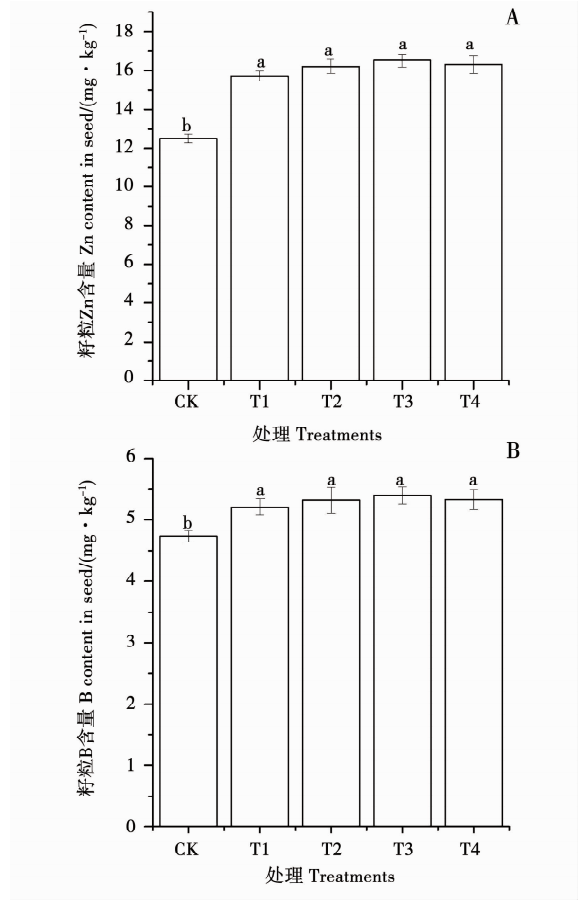 A
籽粒Zn含量 Zn content in seed/(mg·kg⁻¹)
18
16
14
12
10
8
6
4
2
0
b
a
a
a
a
CK
T1
T2
T3
T4
处理 Treatments
B
籽粒B含量 B content in seed/(mg·kg⁻¹)
6
5
4
3
2
1
0
b
a
a
a
a
CK
T1
T2
T3
T4
处理 Treatments